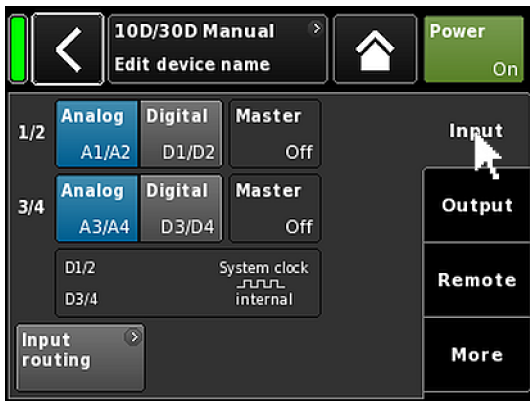 10D/30D Manual
Edit device name
Power
On
1/2
Analog
A1/A2
Digital
D1/D2
Master
Off
3/4
Analog
A3/A4
Digital
D3/D4
Master
Off
D1/2
D3/4
System clock
internal
Input
routing
Input
Output
Remote
More